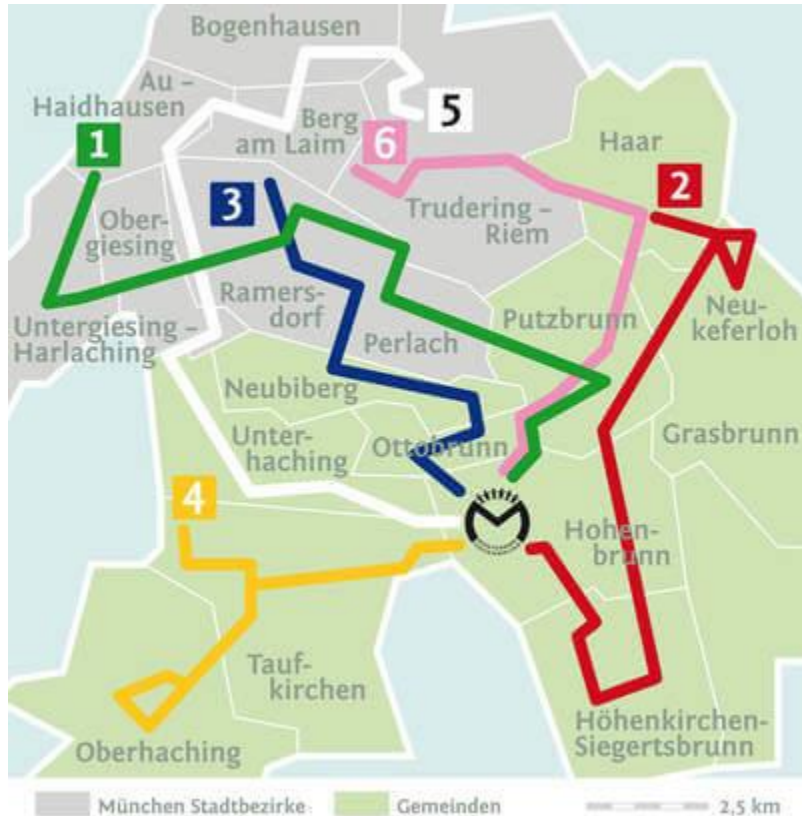 Bogenhausen
Au –
Haidhausen
5
Berg
am Laim
Haar
1
6
3
2
Ober-
giesing
Trudering –
Riem
Ramers-
dorf
Putzbrunn
Neu-
keferloh
Untergiesing –
Harlaching
Perlach
Neubiberg
Unter-
haching
Ottobrunn
Grasbrunn
4
Hohen-
brunn
Tauf-
kirchen
Oberhaching
Höhenkirchen-
Siegertsbrunn
München Stadtbezirke
Gemeinden
2,5 km